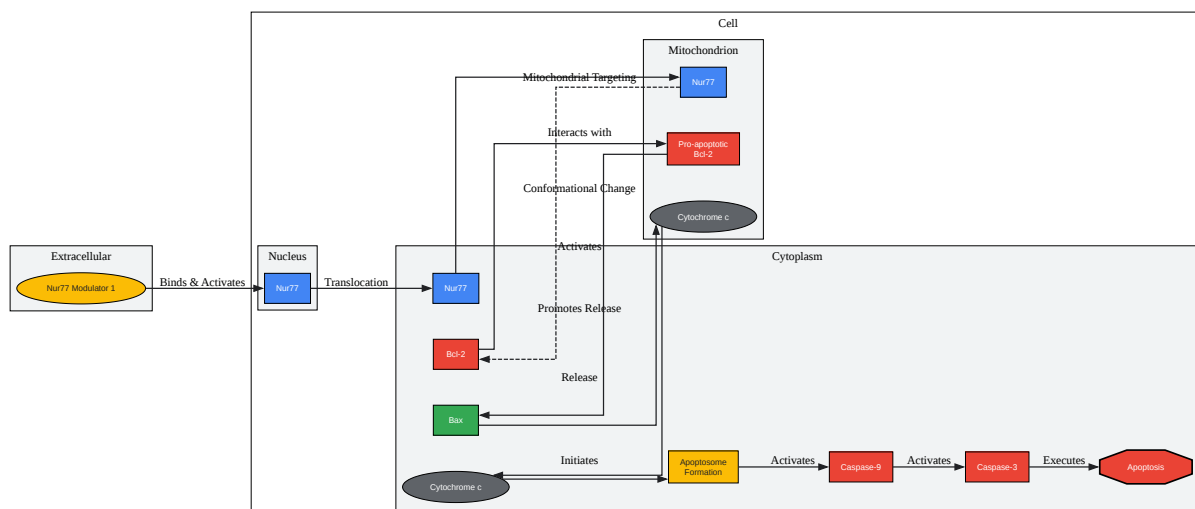 Cell
Mitochondrion
Mitochondrial Targeting
Nur77
Interacts with
Pro-apoptotic
Bcl-2
Conformational Change
Cytochrome c
Activates
Extracellular
Nur77 Modulator 1
Binds & Activates
Nucleus
Nur77
Translocation
Cytoplasm
Nur77
Promotes Release
Bcl-2
Release
Bax
Initiates
Cytochrome c
Apoptosome
Formation
Activates
Caspase-9
Activates
Caspase-3
Executes
Apoptosis